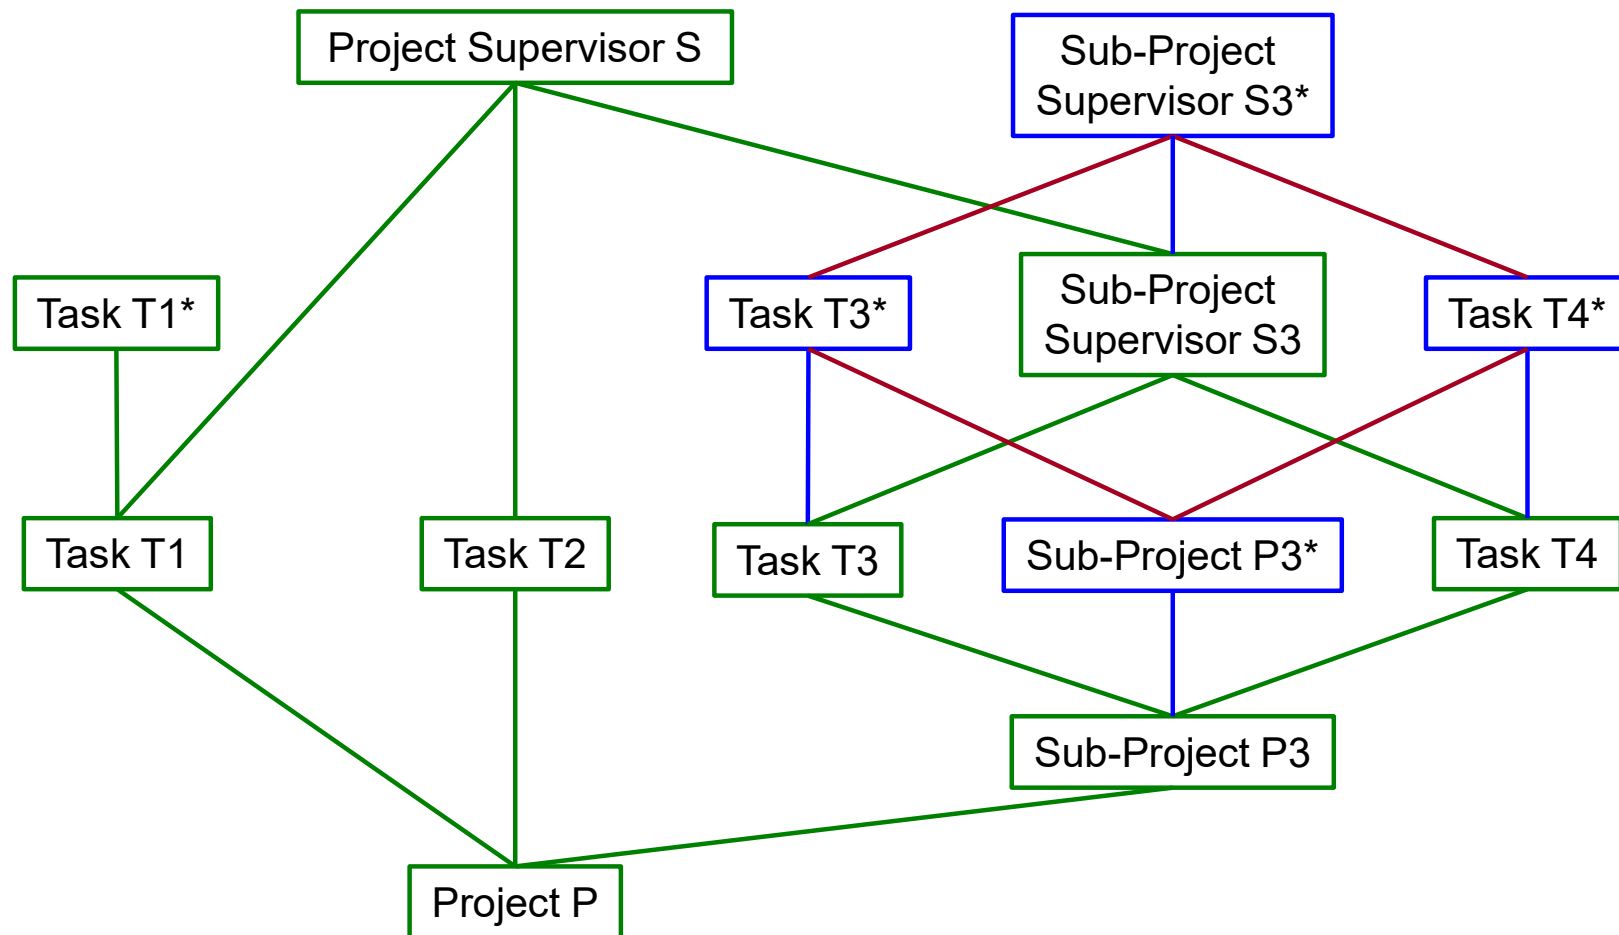 Project Supervisor S
Sub-Project
Supervisor S3*
Task T1*
Task T3*
Sub-Project
Supervisor S3
Task T4*
Task T1
Task T2
Task T3
Sub-Project P3*
Task T4
Sub-Project P3
Project P